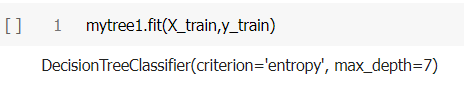 [ ] 1 mytree1.fit(X_train,y_train)
DecisionTreeClassifier(criterion='entropy', max_depth=7)